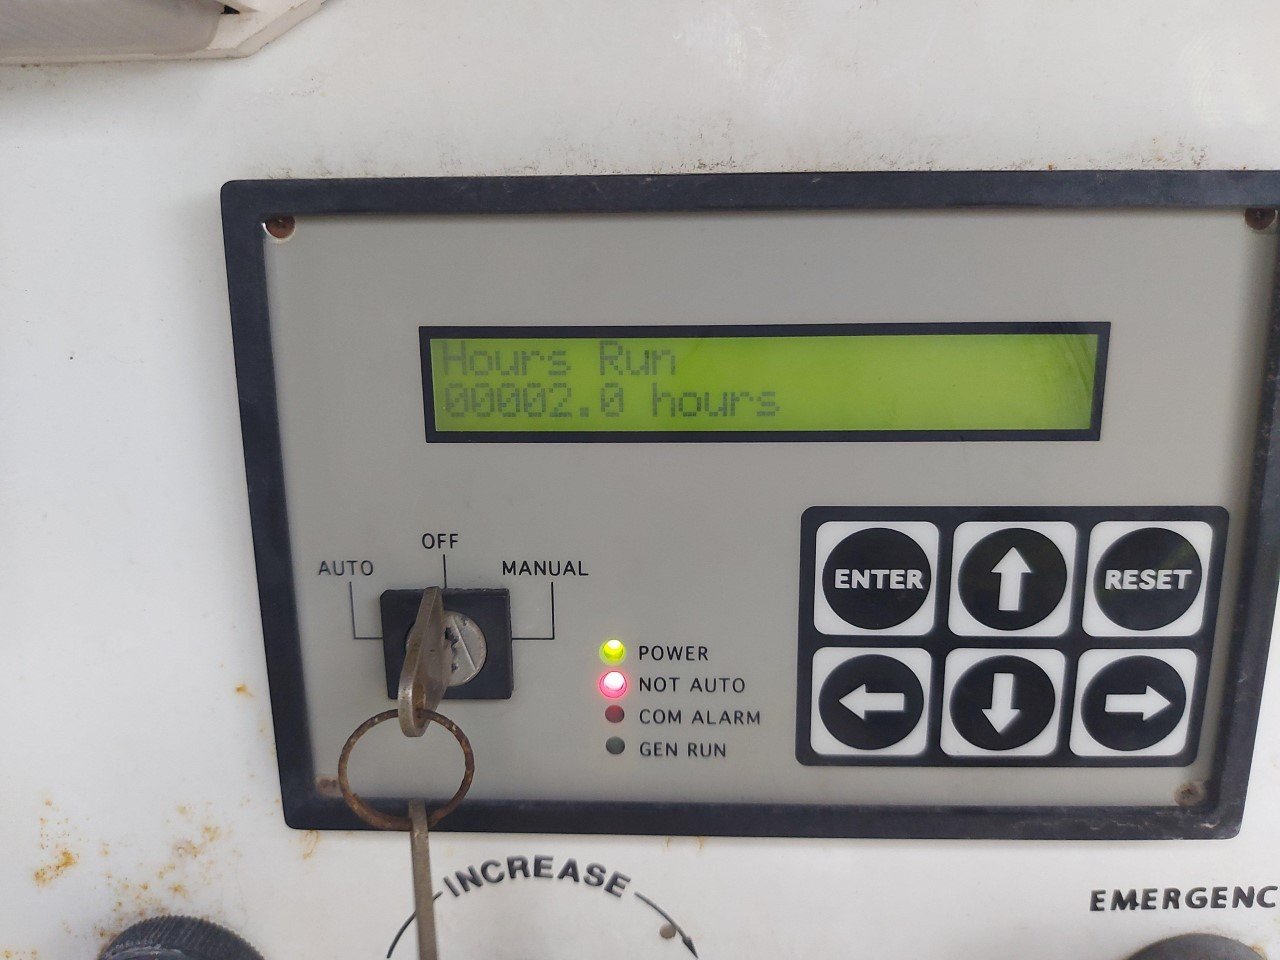 Hours Run
00002.0 hours
OFF
AUTO
MANUAL
ENTER
RESET
POWER
NOT AUTO
COM ALARM
GEN RUN
INCREASE
EMERGENC